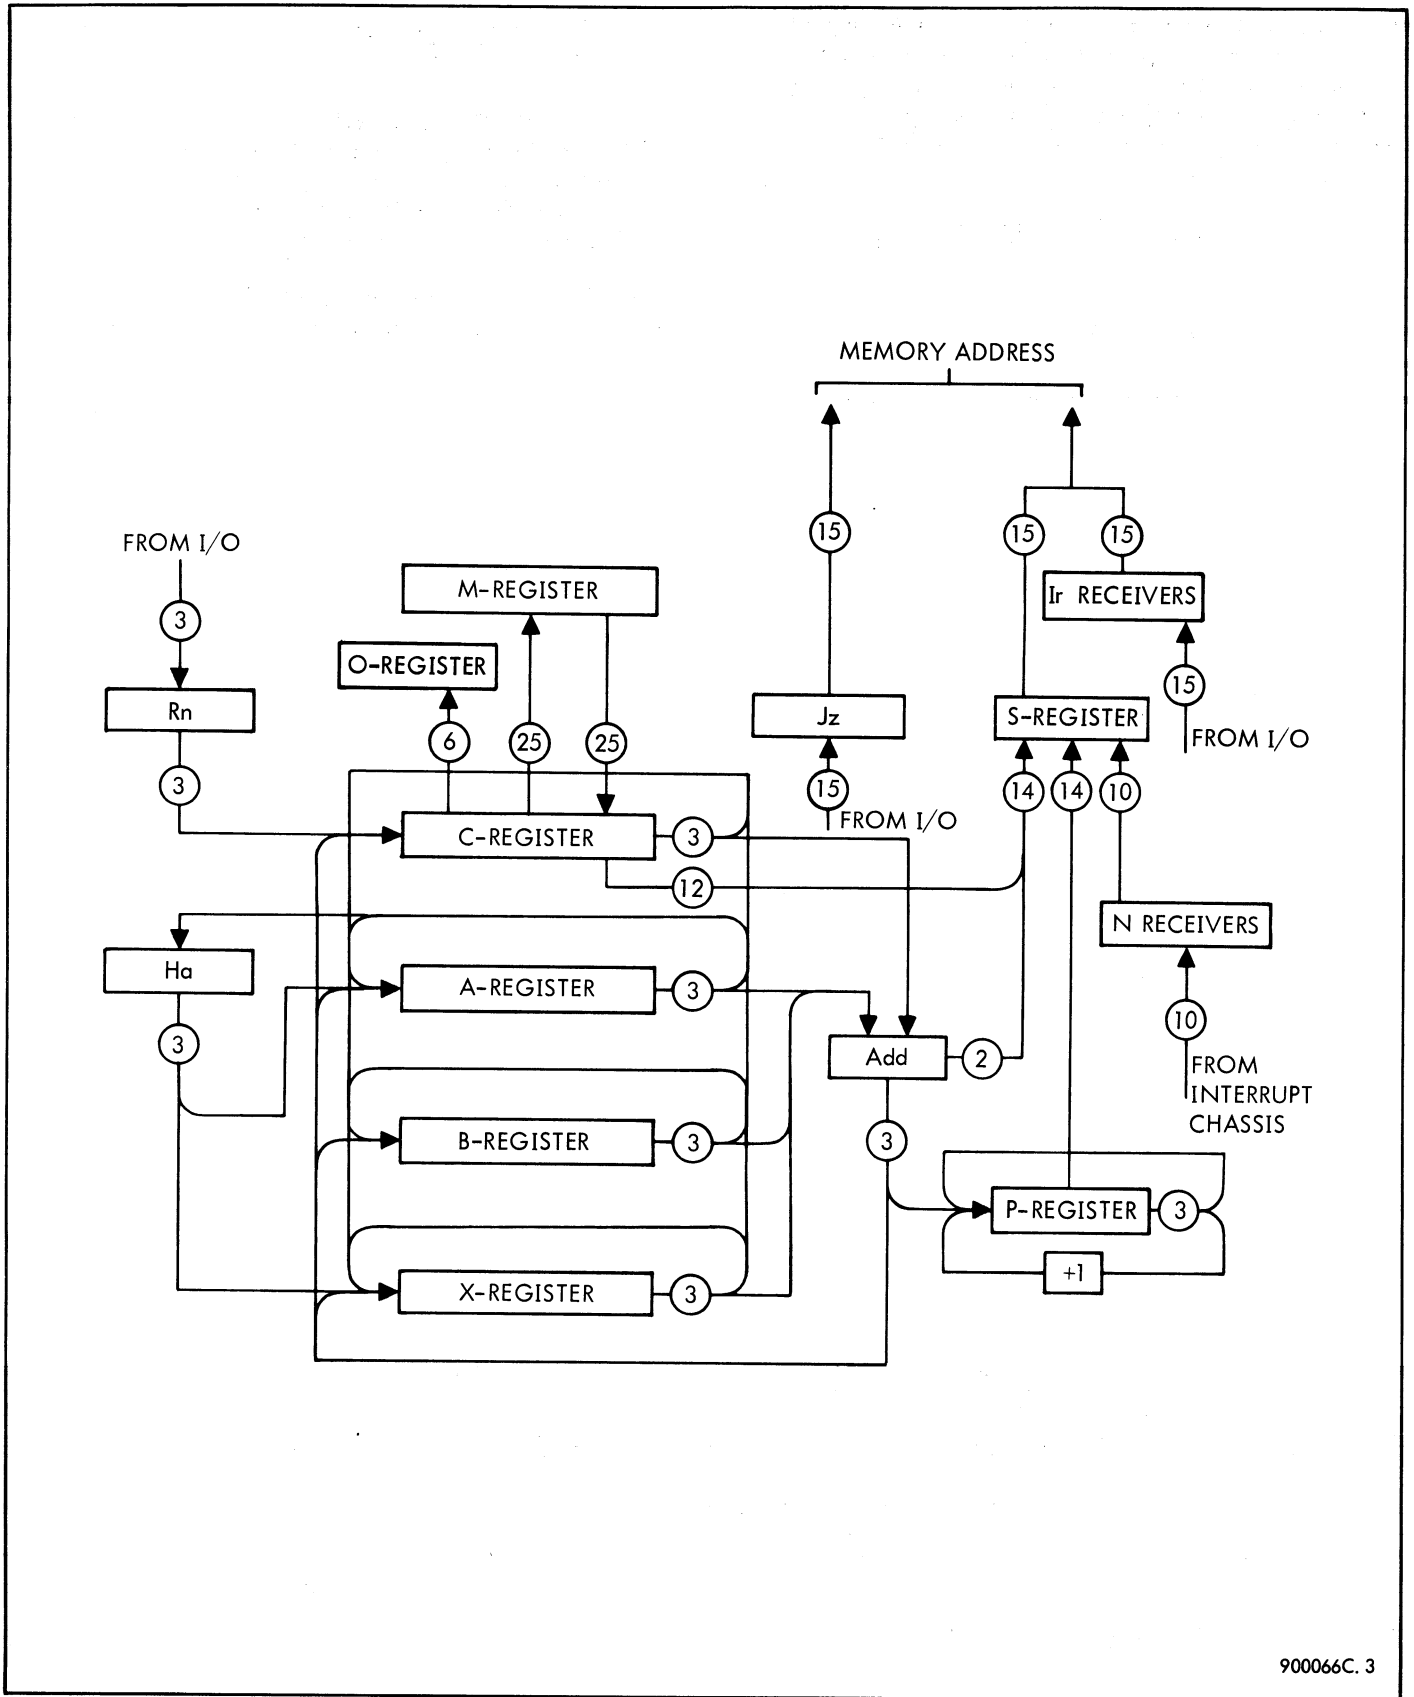 MEMORY ADDRESS
15
15
15
FROM I/O
3
Rn
3
M-REGISTER
O-REGISTER
6
25
25
Jz
15
FROM I/O
Ir RECEIVERS
15
FROM I/O
S-REGISTER
14
14
10
C-REGISTER
3
12
N RECEIVERS
10
FROM
INTERRUPT
CHASSIS
Ha
3
A-REGISTER
3
Add
2
3
B-REGISTER
3
P-REGISTER
3
+1
X-REGISTER
3
900066C. 3